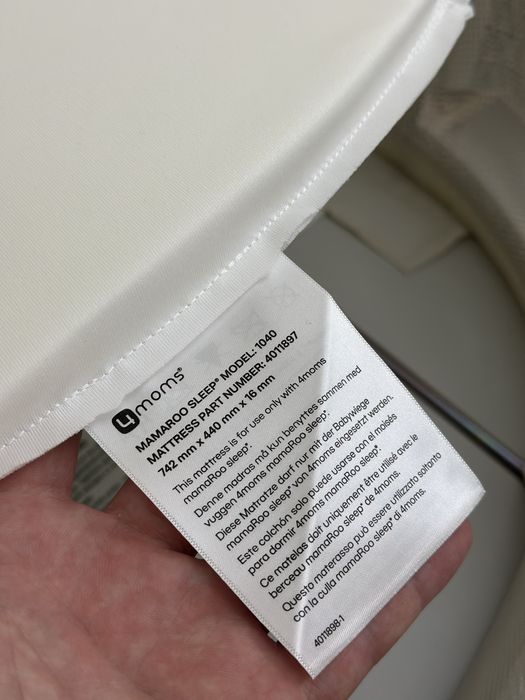 4moms®
MAMAROO SLEEP® MODEL: 1040
MATTRESS PART NUMBER: 4011897
742 mm X 440 mm X 16 mm
This mattress is for use only with 4moms
mamaRoo sleep®.
Denne madras må kun benyttes sammen med
vuggen 4moms mamaRoo sleep®.
Diese Matratze darf nur mit der Babywiege
mamaRoo sleep® von 4moms eingesetzt werden.
Este colchón solo puede usarse con el moisés
para dormir 4moms mamaRoo sleep®.
Ce matelas doit uniquement être utilisé avec le
berceau mamaRoo sleep® de 4moms.
Questo materasso può essere utilizzato soltanto
con la culla mamaRoo sleep® di 4moms.
4011898-1